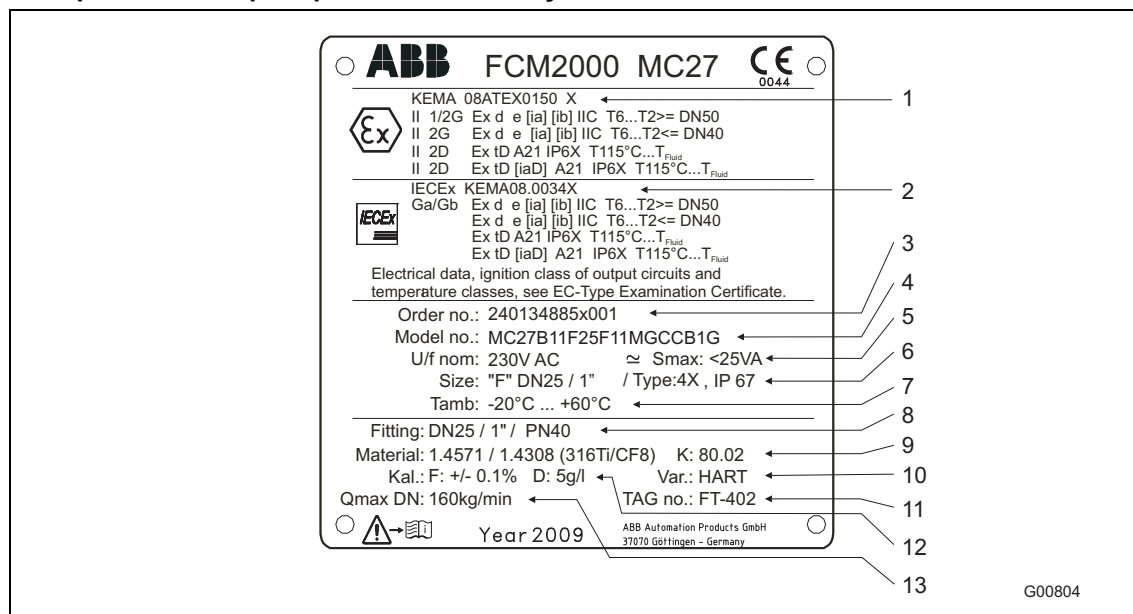 ABB FCM2000 MC27 CE
0044
KEMA 08ATEX0150 X 1
II 1/2G Ex d e [ia] [ib] IIC T6...T2>= DN50
II 2G Ex d e [ia] [ib] IIC T6...T2<= DN40
II 2D Ex tD A21 IP6X T115°C...TFluid
II 2D Ex tD [iaD] A21 IP6X T115°C...TFluid
Ex
IECEx KEMA08.0034X 2
Ga/Gb Ex d e [ia] [ib] IIC T6...T2>= DN50
Ex d e [ia] [ib] IIC T6...T2<= DN40
Ex tD A21 IP6X T115°C...TFluid
Ex tD [iaD] A21 IP6X T115°C...TFluid
IECEx
Electrical data, ignition class of output circuits and
temperature classes, see EC-Type Examination Certificate.
Order no.: 240134885x001 3
Model no.: MC27B11F25F11MGCCB1G 4
U/f nom: 230V AC ≃ Smax: <25VA 5
Size: "F" DN25 / 1” / Type:4X , IP 67 6
Tamb: -20°C ... +60°C 7
Fitting: DN25 / 1" / PN40 8
Material: 1.4571 / 1.4308 (316Ti/CF8) K: 80.02 9
Kal.: F: +/- 0.1% D: 5g/l Var.: HART 10
Qmax DN: 160kg/min TAG no.: FT-402 11
Year 2009 ABB Automation Products GmbH
37070 Göttingen - Germany
12
13
G00804